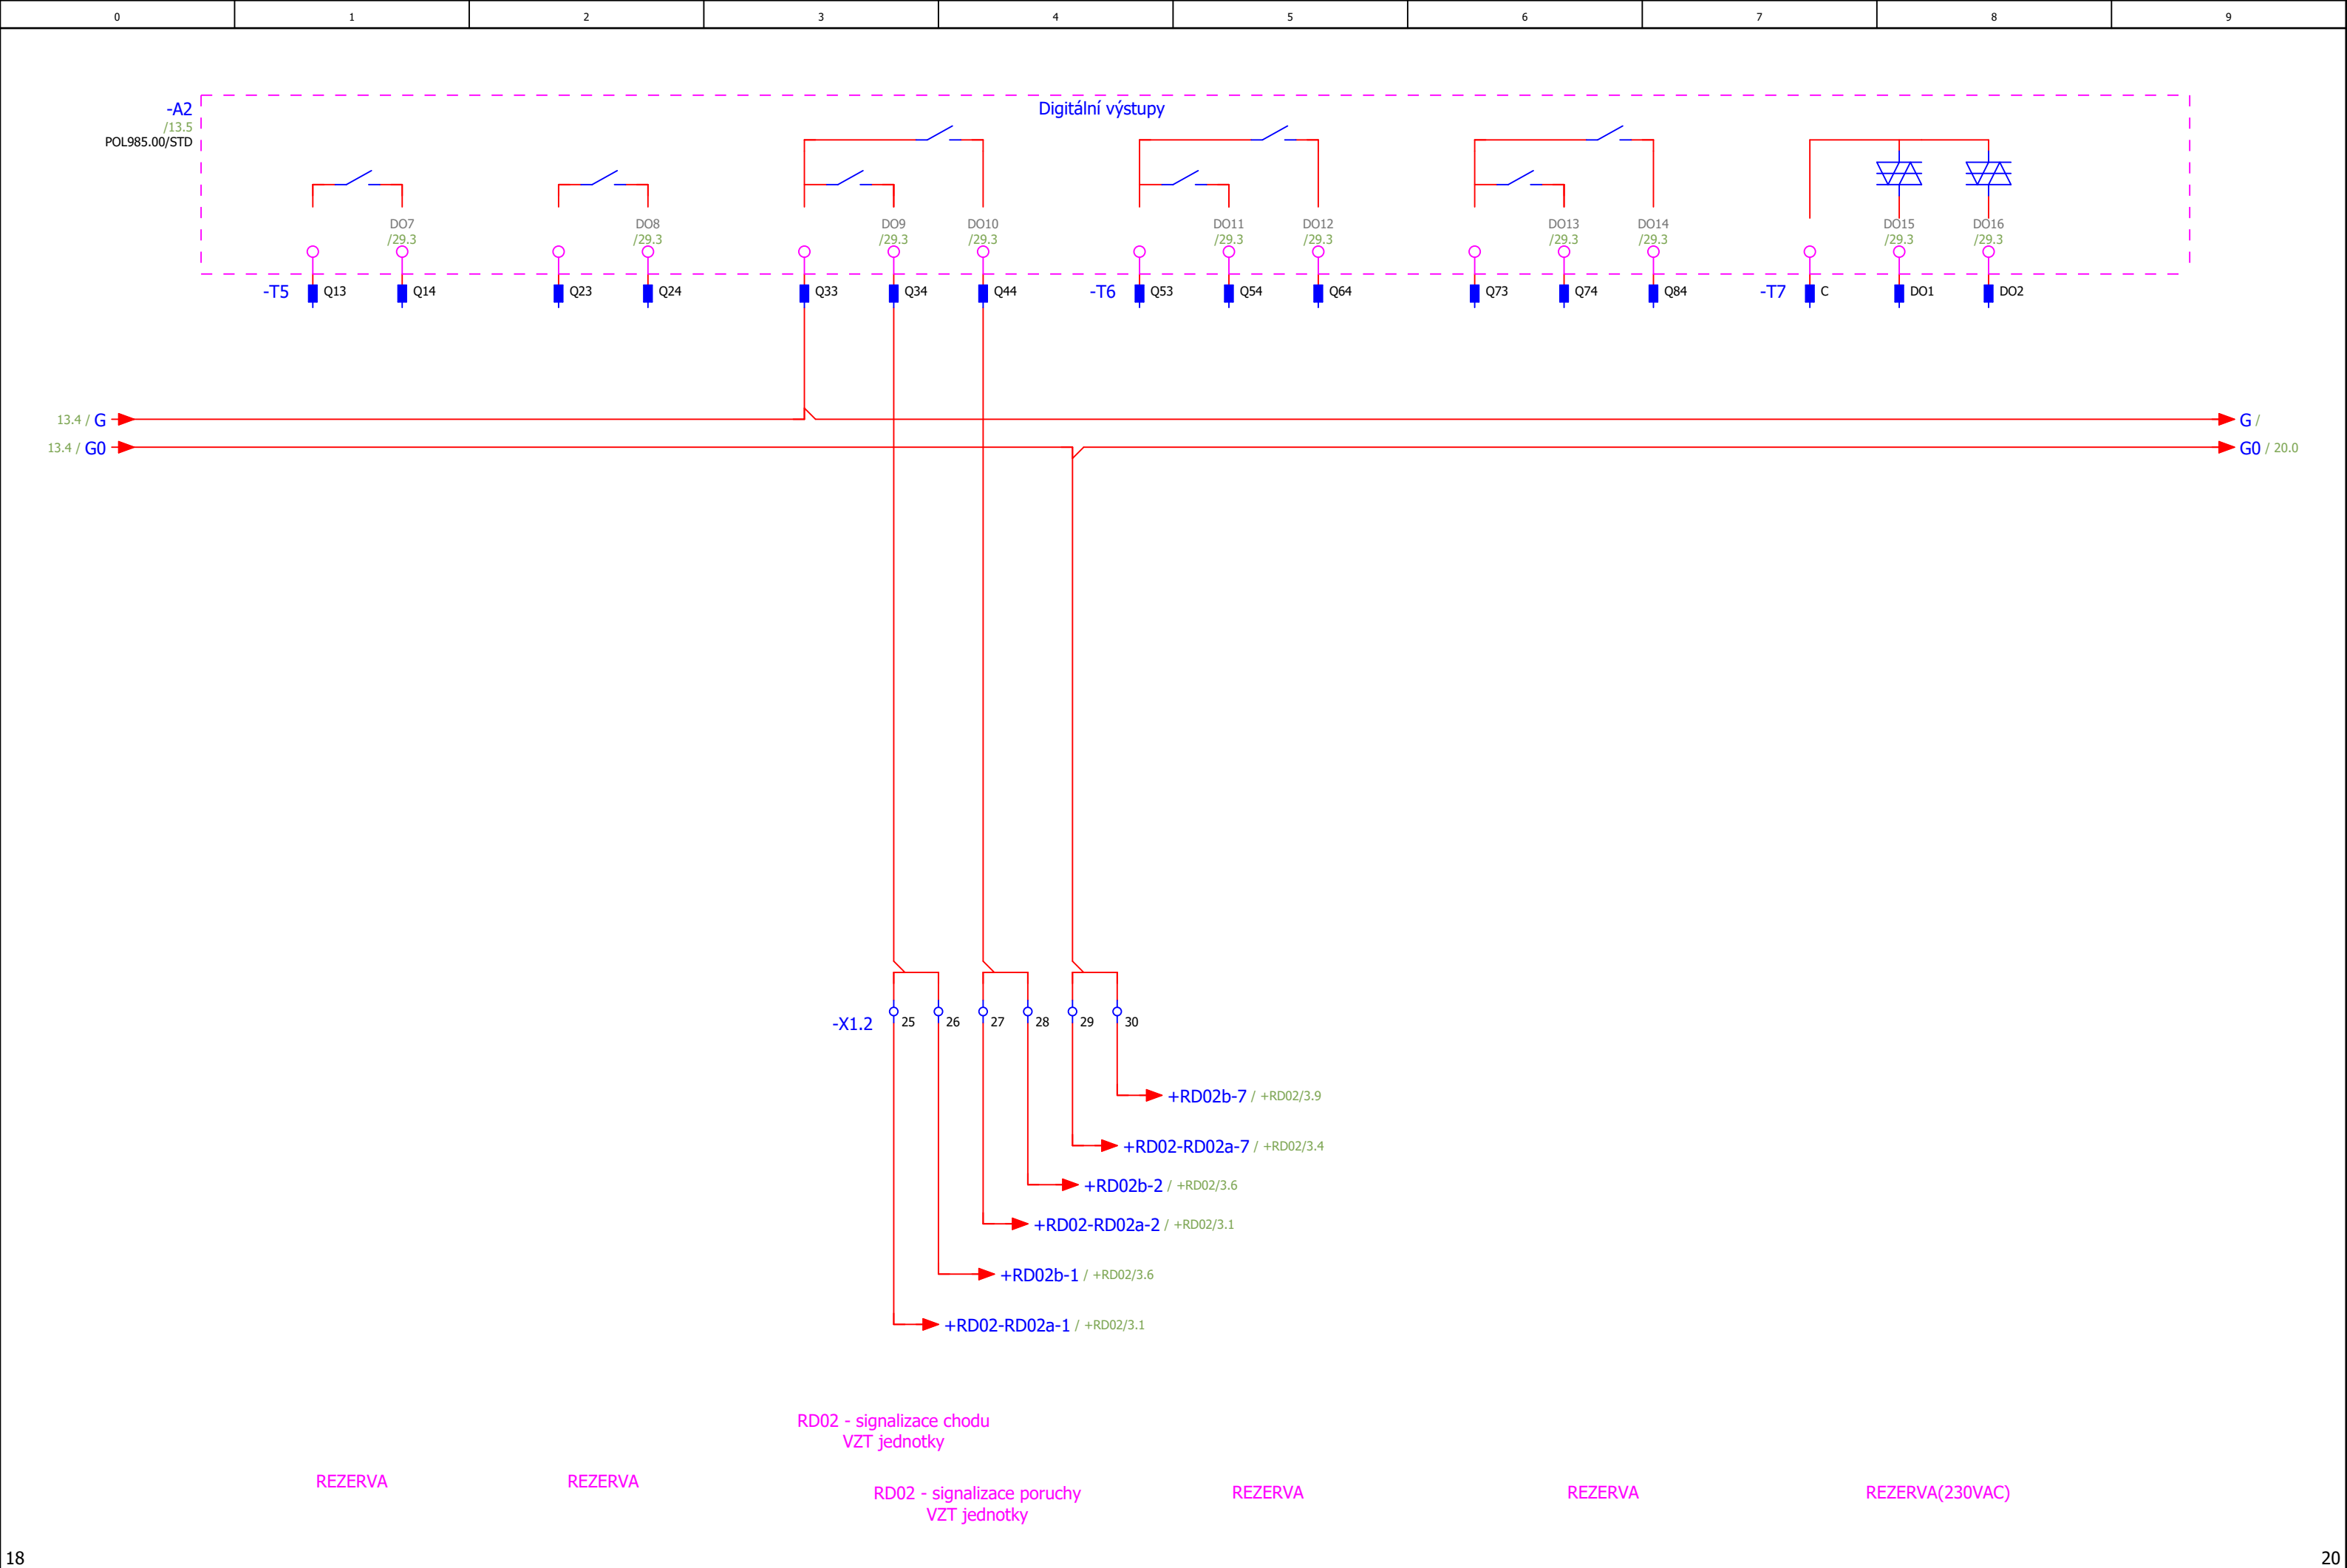 0 1 2 3 4 5 6 7 8 9
-A2
/13.5
POL985.00/STD
Digitální výstupy
DO7 DO8 DO9 DO10 DO11 DO12 DO13 DO14 DO15 DO16
/29.3 /29.3 /29.3 /29.3 /29.3 /29.3 /29.3 /29.3 /29.3 /29.3
-T5 Q13 Q14 Q23 Q24 Q33 Q34 Q44 -T6 Q53 Q54 Q64 Q73 Q74 Q84 -T7 C DO1 DO2
13.4 / G G /
13.4 / G0 G0 / 20.0
-X1.2 25 26 27 28 29 30
+RD02b-7 / +RD02/3.9
+RD02-RD02a-7 / +RD02/3.4
+RD02b-2 / +RD02/3.6
+RD02-RD02a-2 / +RD02/3.1
+RD02b-1 / +RD02/3.6
+RD02-RD02a-1 / +RD02/3.1
RD02 - signalizace chodu
VZT jednotky
REZERVA REZERVA
RD02 - signalizace poruchy
VZT jednotky
REZERVA REZERVA REZERVA(230VAC)
18 20